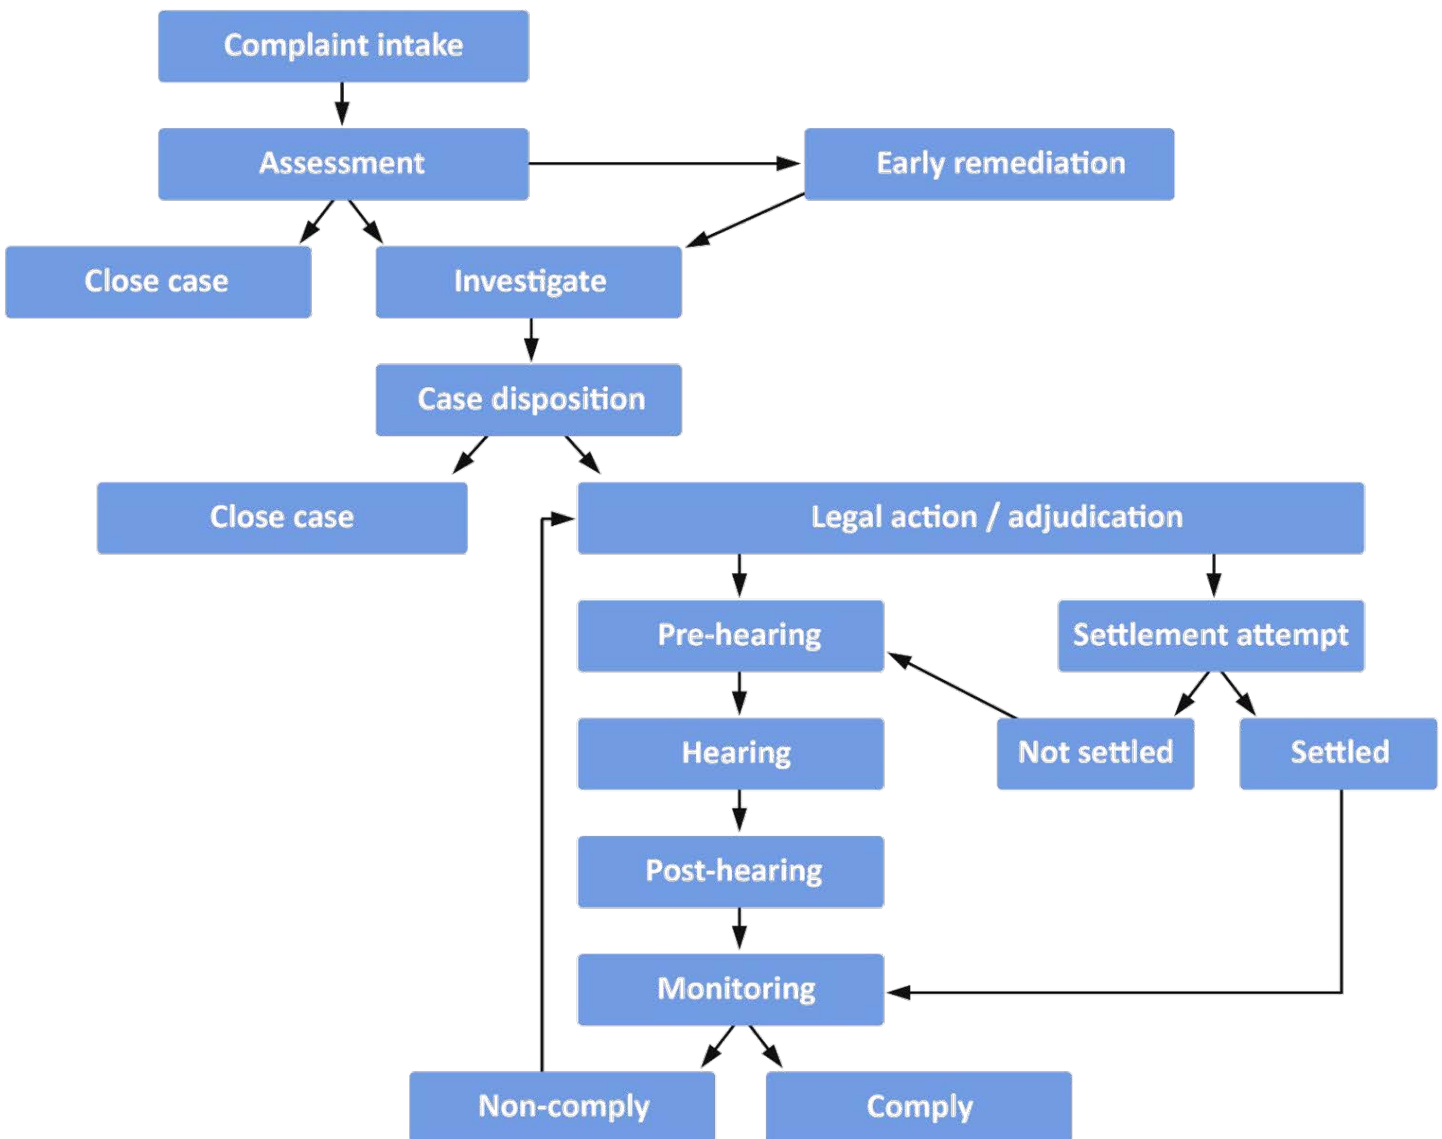 Complaint intake
Assessment
Early remediation
Close case
Investigate
Case disposition
Close case
Legal action / adjudication
Pre-hearing
Settlement attempt
Hearing
Not settled
Settled
Post-hearing
Monitoring
Non-comply
Comply